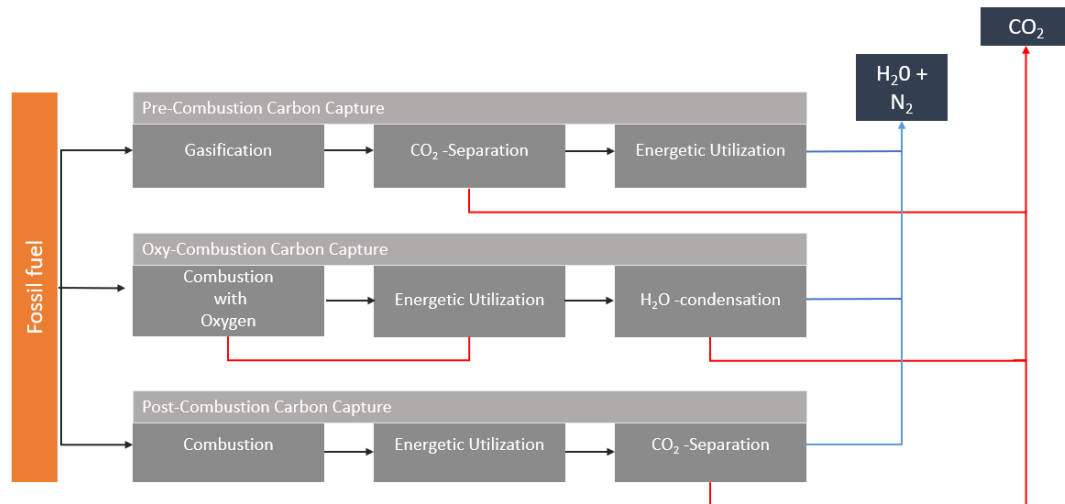 CO₂
H₂0 +
N₂
Fossil fuel
Pre-Combustion Carbon Capture
Gasification
CO₂ -Separation
Energetic Utilization
Oxy-Combustion Carbon Capture
Combustion
with
Oxygen
Energetic Utilization
H₂O -condensation
Post-Combustion Carbon Capture
Combustion
Energetic Utilization
CO₂ -Separation